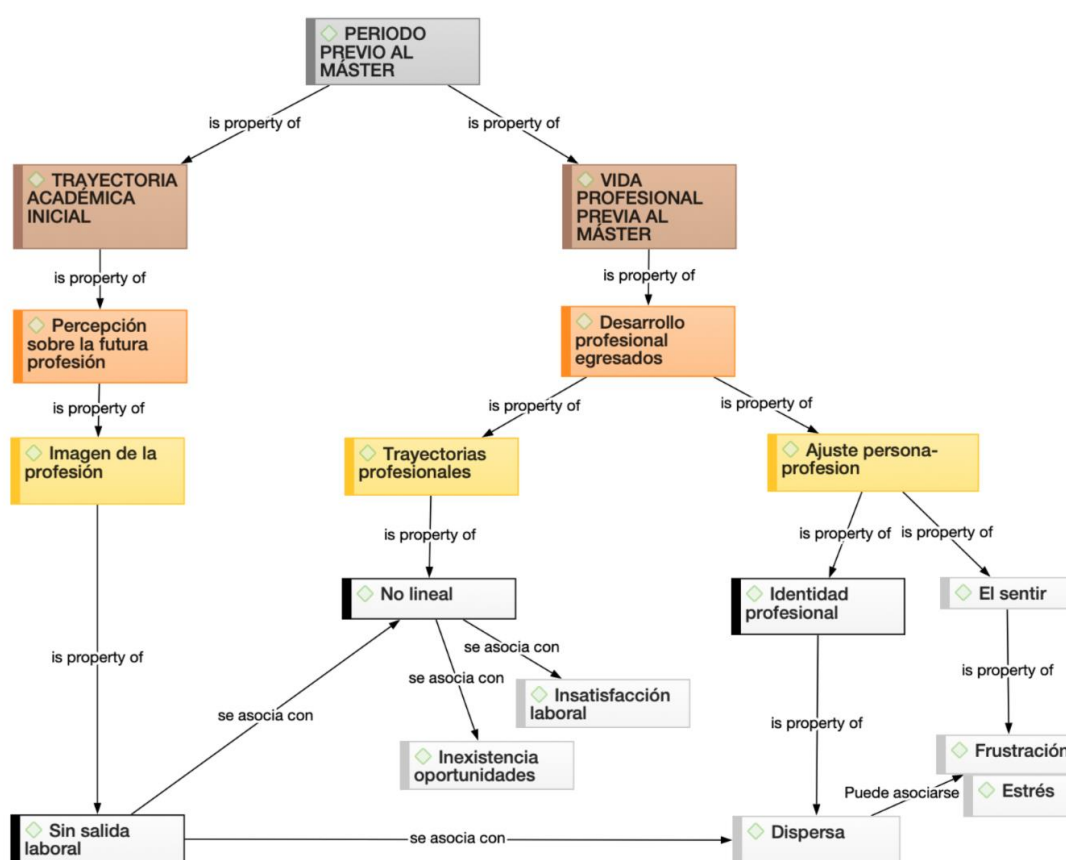 PERIODO
PREVIO AL
MÁSTER
is property of
is property of
TRAYECTORIA
ACADÉMICA
INICIAL
VIDA
PROFESIONAL
PREVIA AL
MÁSTER
is property of
is property of
Percepción
sobre la futura
profesión
Desarrollo
profesional
egresados
is property of
is property of
is property of
Imagen de la
profesión
Trayectorias
profesionales
Ajuste persona-
profesion
is property of
is property of
is property of
No lineal
Identidad
profesional
El sentir
is property of
se asocia con
se asocia con
is property of
se asocia con
Insatisfacción
laboral
is property of
Inexistencia
oportunidades
Frustración
Puede asociarse
Estrés
Sin salida
laboral
se asocia con
Dispersa